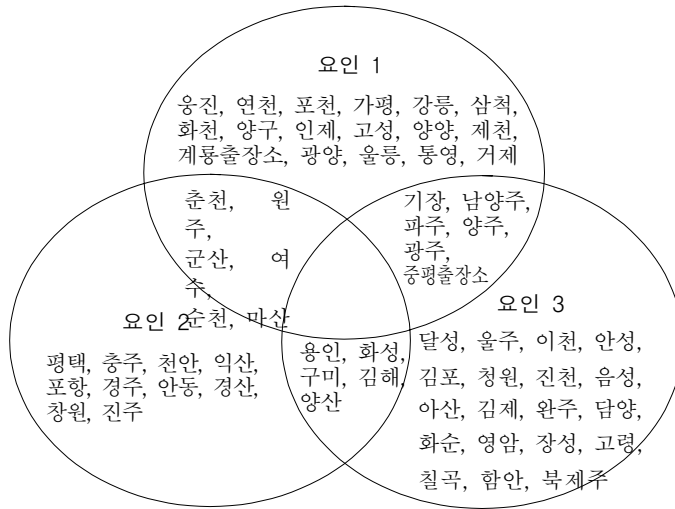 요인 1
웅진, 연천, 포천, 가평, 강릉, 삼척,
화천, 양구, 인제, 고성, 양양, 제천,
계룡출장소, 광양, 울릉, 통영, 거제
춘천, 원
주,
군산, 여
수,
순천, 마산
기장, 남양주,
파주, 양주,
광주,
중평출장소
요인 2
평택, 충주, 천안, 익산,
포항, 경주, 안동, 경산,
창원, 진주
용인, 화성,
구미, 김해,
양산
요인 3
달성, 울주, 이천, 안성,
김포, 청원, 진천, 음성,
아산, 김제, 완주, 담양,
화순, 영암, 장성, 고령,
칠곡, 함안, 북제주